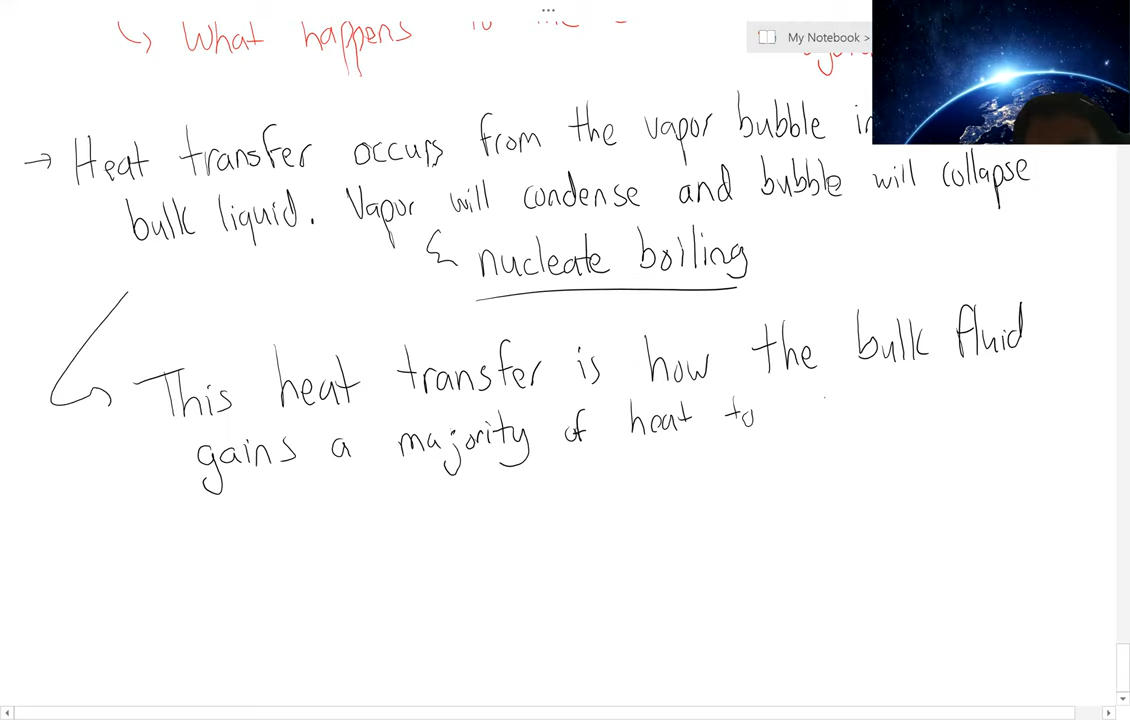 ↳ What happens
My Notebook >
→ Heat transfer occurs from the vapor bubble
bulk liquid. Vapor will condense and bubble will collapse
nucleate boiling
This heat transfer is how the bulk fluid
gains a majority of heat to